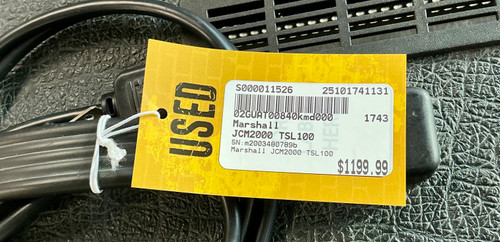 USED
S000011526 25101741131
02GUAT00840Kmd000 1743
Marshall
JCM2000 TSL100
SN:m2003480789b
Marshall JCM2000 TSL100
$1199.99